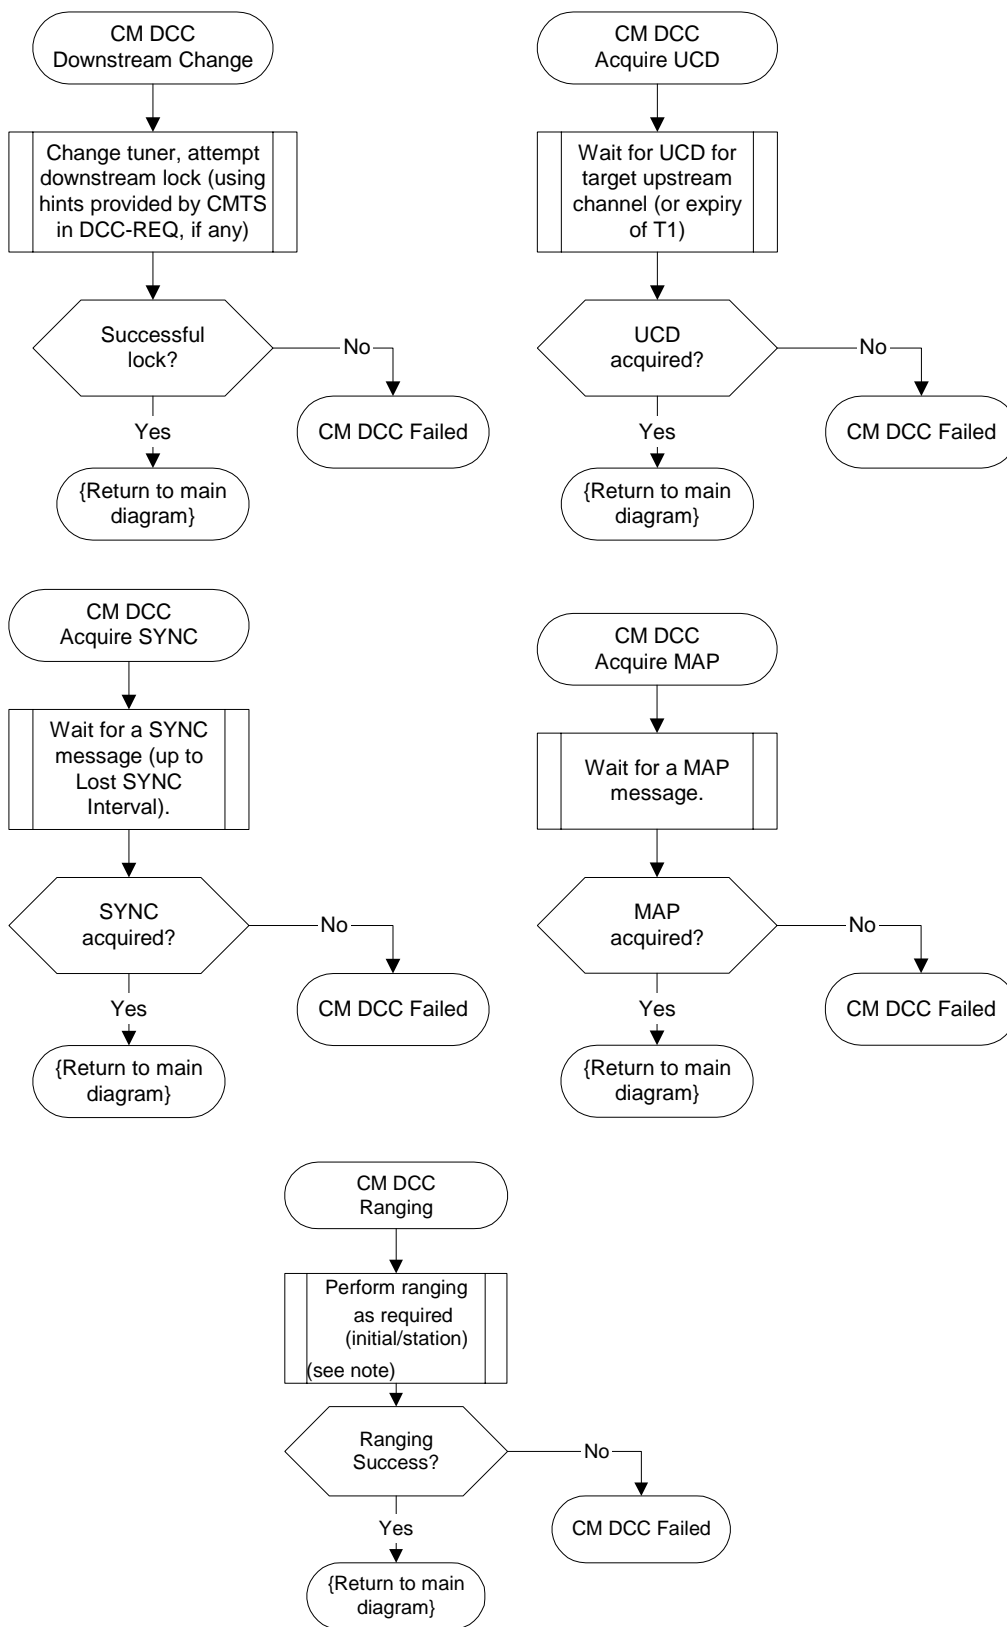 CM DCC
Downstream Change
Change tuner, attempt
downstream lock (using
hints provided by CMTS
in DCC-REQ, if any)
Successful
lock?
No
CM DCC Failed
Yes
{Return to main
diagram}
CM DCC
Acquire UCD
Wait for UCD for
target upstream
channel (or expiry
of T1)
UCD
acquired?
No
CM DCC Failed
Yes
{Return to main
diagram}
CM DCC
Acquire SYNC
Wait for a SYNC
message (up to
Lost SYNC
Interval).
SYNC
acquired?
No
CM DCC Failed
Yes
{Return to main
diagram}
CM DCC
Acquire MAP
Wait for a MAP
message.
MAP
acquired?
No
CM DCC Failed
Yes
{Return to main
diagram}
CM DCC
Ranging
Perform ranging
as required
(initial/station)
(see note)
Ranging
Success?
No
CM DCC Failed
Yes
{Return to main
diagram}